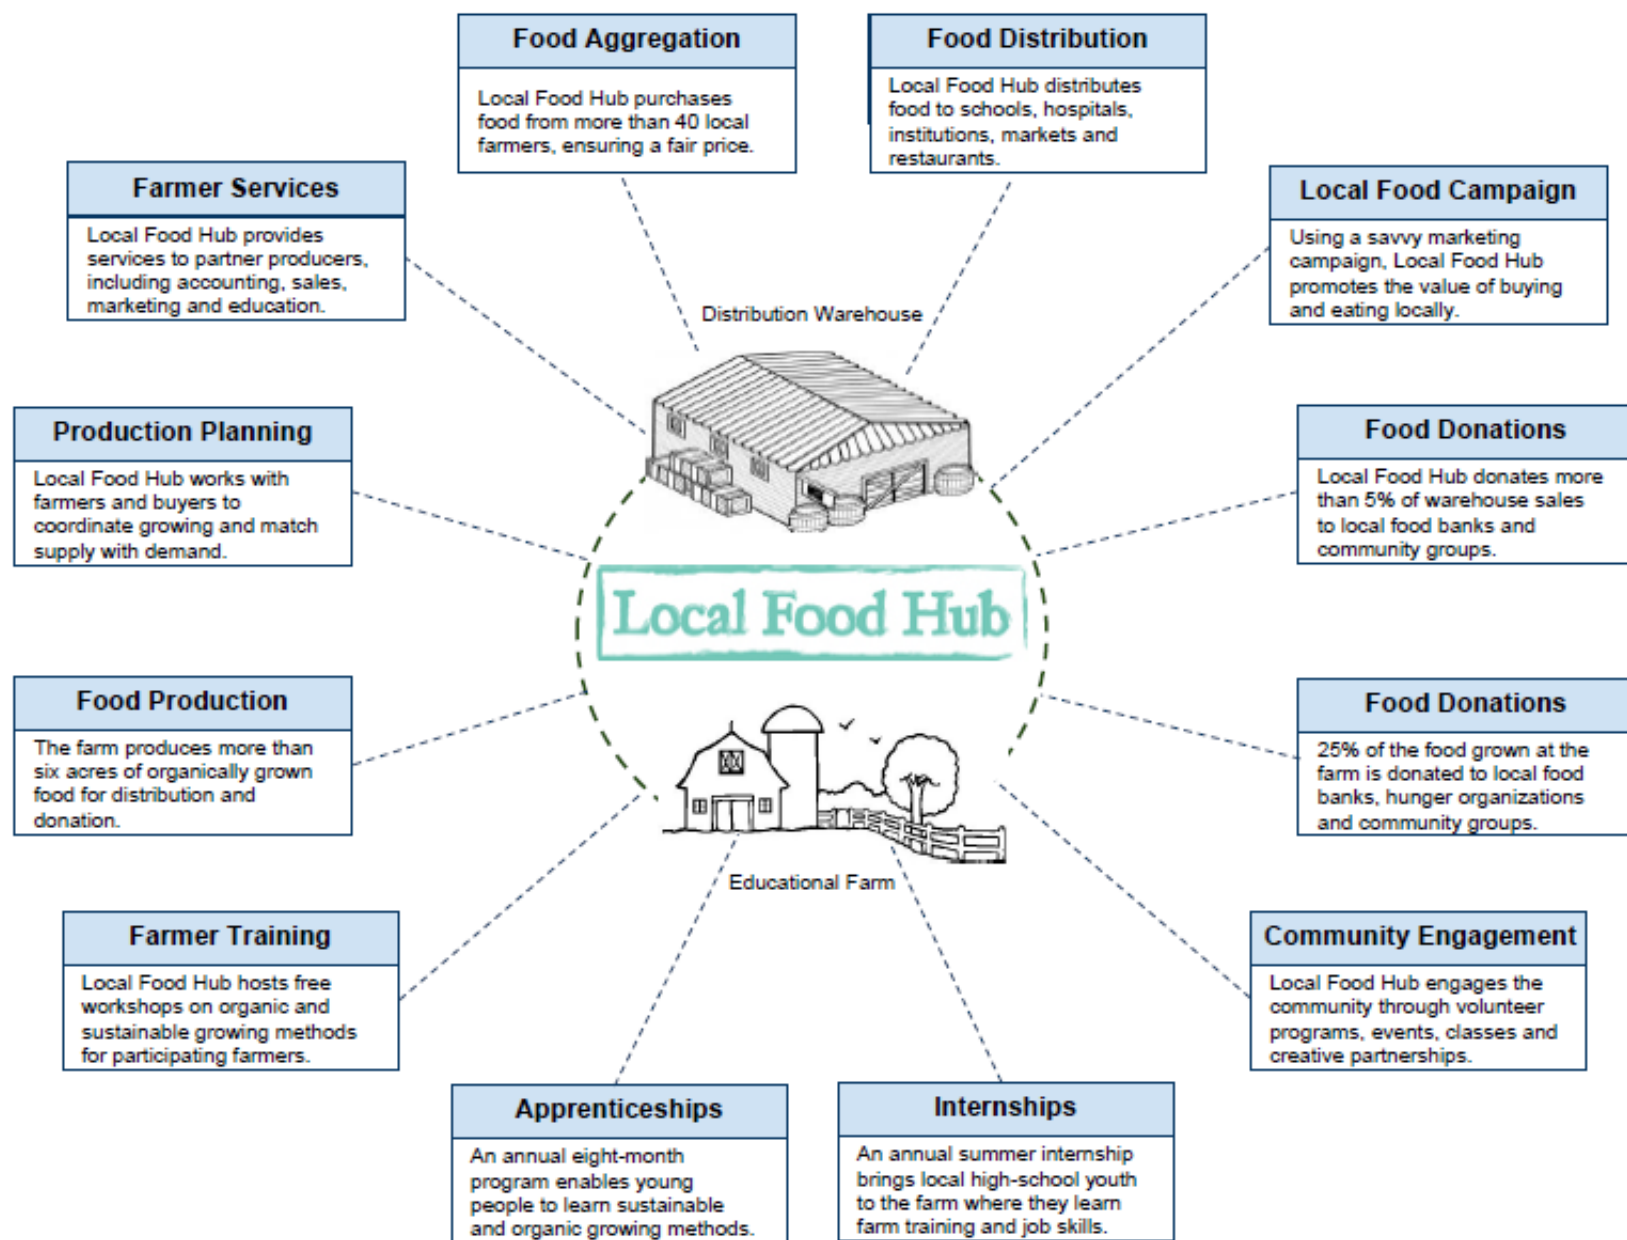 Food Aggregation
Local Food Hub purchases
food from more than 40 local
farmers, ensuring a fair price.
Food Distribution
Local Food Hub distributes
food to schools, hospitals,
institutions, markets and
restaurants.
Farmer Services
Local Food Hub provides
services to partner producers,
including accounting, sales,
marketing and education.
Local Food Campaign
Using a savvy marketing
campaign, Local Food Hub
promotes the value of buying
and eating locally.
Distribution Warehouse
Production Planning
Local Food Hub works with
farmers and buyers to
coordinate growing and match
supply with demand.
Food Donations
Local Food Hub donates more
than 5% of warehouse sales
to local food banks and
community groups.
Local Food Hub
Food Production
The farm produces more than
six acres of organically grown
food for distribution and
donation.
Food Donations
25% of the food grown at the
farm is donated to local food
banks, hunger organizations
and community groups.
Educational Farm
Farmer Training
Local Food Hub hosts free
workshops on organic and
sustainable growing methods
for participating farmers.
Community Engagement
Local Food Hub engages the
community through volunteer
programs, events, classes and
creative partnerships.
Apprenticeships
An annual eight-month
program enables young
people to learn sustainable
and organic growing methods.
Internships
An annual summer internship
brings local high-school youth
to the farm where they learn
farm training and job skills.